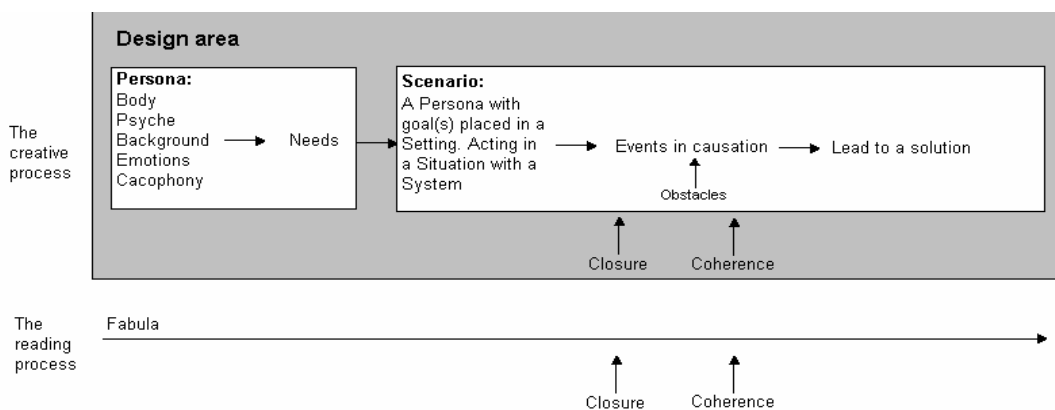 Design area
The
creative
process
Persona:
Body
Psyche
Background
Emotions
Cacophony
Needs
Scenario:
A Persona with
goal(s) placed in a
Setting. Acting in
a Situation with a
System
Events in causation
Lead to a solution
Obstacles
Closure
Coherence
The
reading
process
Fabula
Closure
Coherence